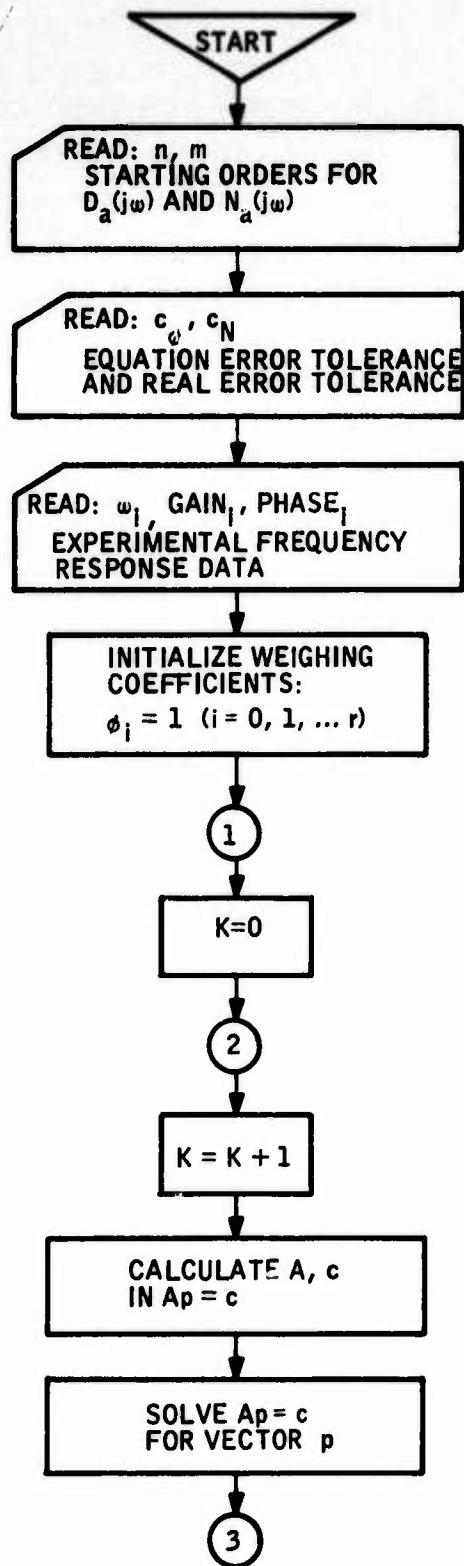 START
READ: n, m
STARTING ORDERS FOR
Dₐ(jω) AND Nₐ(jω)
READ: c_φ, c_N
EQUATION ERROR TOLERANCE
AND REAL ERROR TOLERANCE
READ: ω_i, GAIN_i, PHASE_i
EXPERIMENTAL FREQUENCY
RESPONSE DATA
INITIALIZE WEIGHING
COEFFICIENTS:
φ_i = 1 (i = 0, 1, ... r)
1
K=0
2
K = K + 1
CALCULATE A, c
IN Ap = c
SOLVE Ap = c
FOR VECTOR p
3